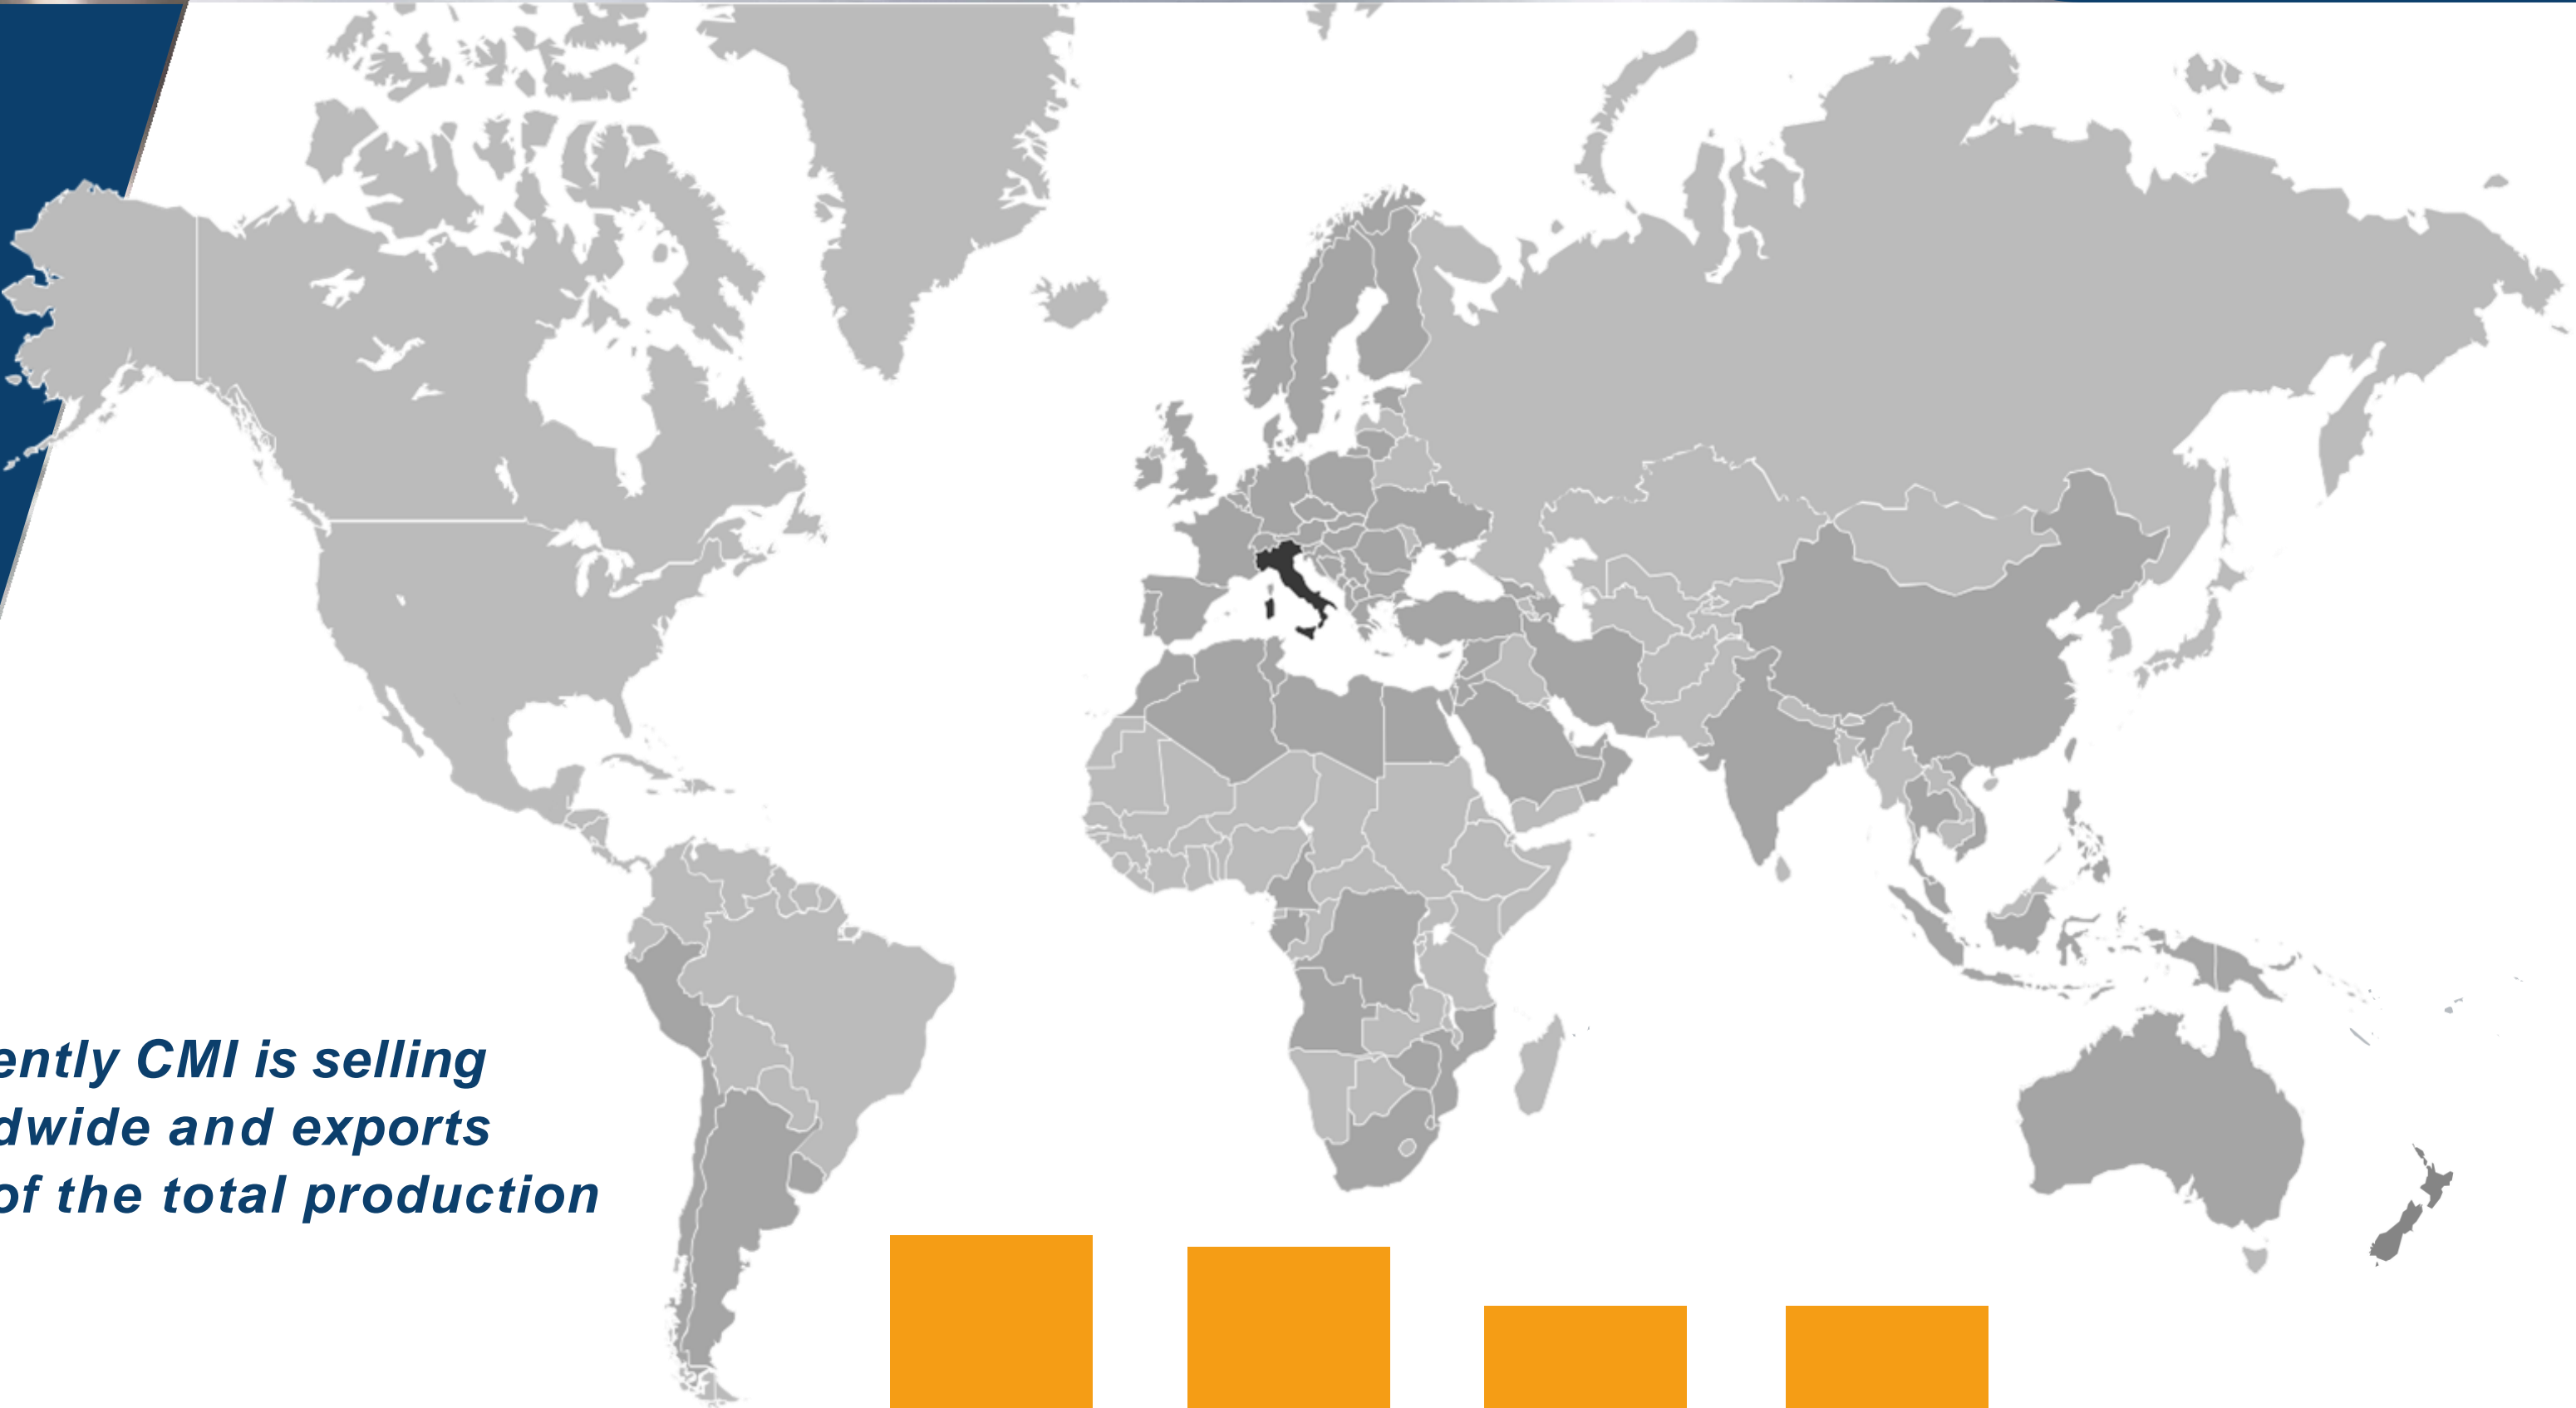 ently CMI is selling
dwide and exports
of the total production